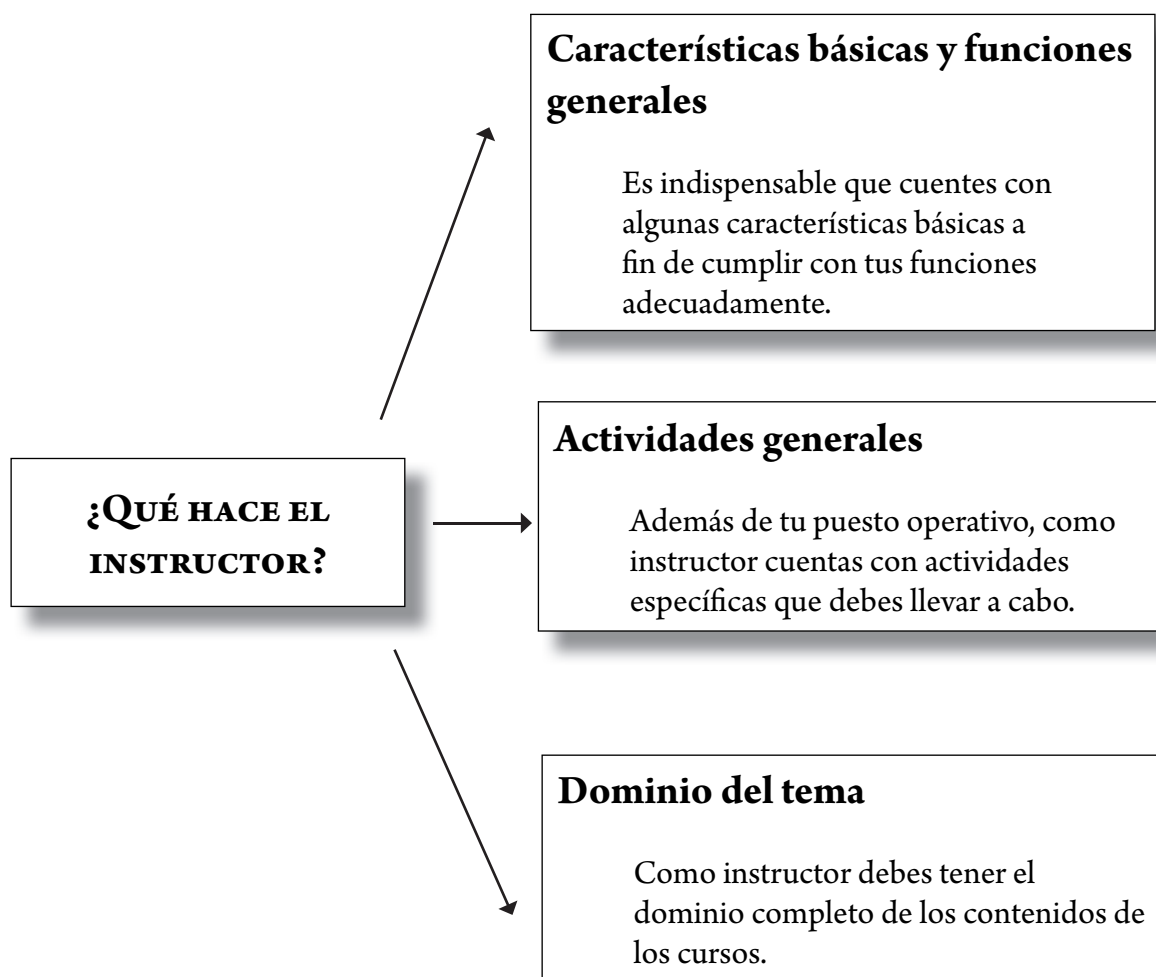 Características básicas y funciones
generales
Es indispensable que cuentes con
algunas características básicas a
fin de cumplir con tus funciones
adecuadamente.
¿QUÉ HACE EL
INSTRUCTOR?
Actividades generales
Además de tu puesto operativo, como
instructor cuentas con actividades
específicas que debes llevar a cabo.
Dominio del tema
Como instructor debes tener el
dominio completo de los contenidos de
los cursos.